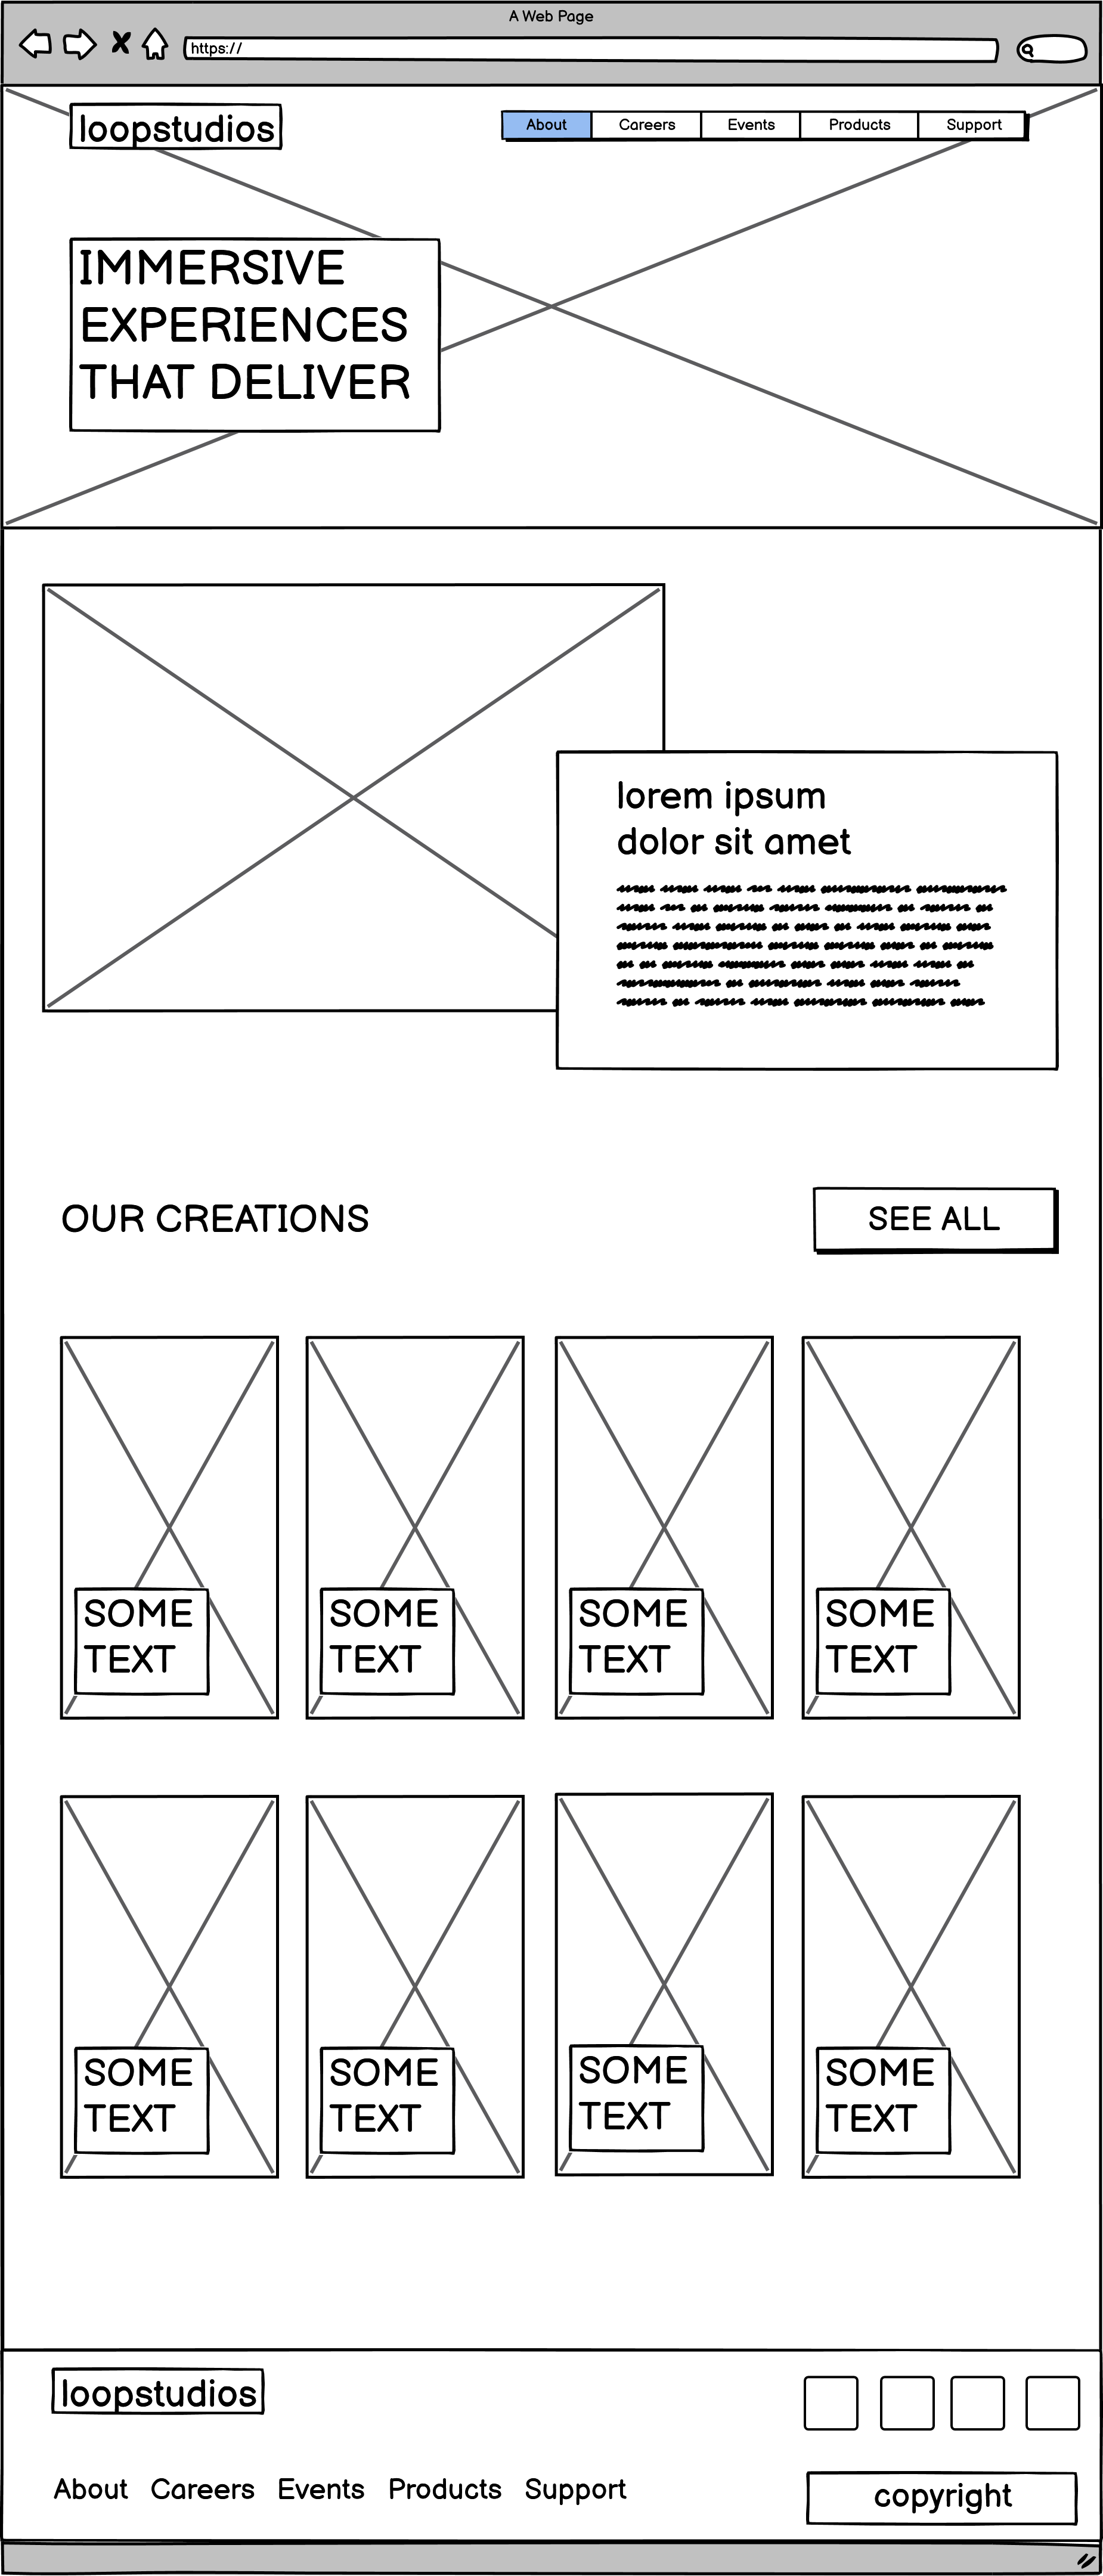 A Web Page
https://
loopstudios
About Careers Events Products Support
IMMERSIVE
EXPERIENCES
THAT DELIVER
lorem ipsum
dolor sit amet
OUR CREATIONS
SEE ALL
SOME
TEXT
SOME
TEXT
SOME
TEXT
SOME
TEXT
SOME
TEXT
SOME
TEXT
SOME
TEXT
SOME
TEXT
loopstudios
About Careers Events Products Support
copyright